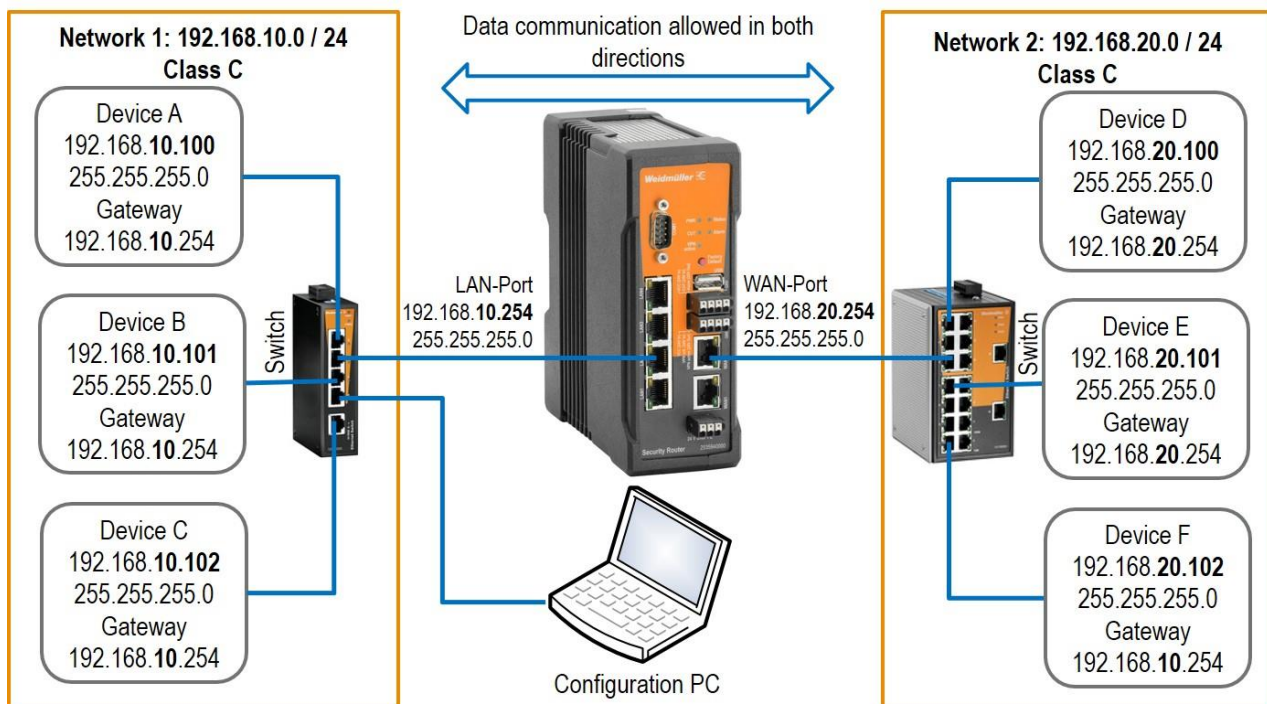 Network 1: 192.168.10.0 / 24
Class C
Device A
192.168.10.100
255.255.255.0
Gateway
192.168.10.254
Device B
192.168.10.101
255.255.255.0
Gateway
192.168.10.254
Device C
192.168.10.102
255.255.255.0
Gateway
192.168.10.254
Switch
Data communication allowed in both
directions
LAN-Port
192.168.10.254
255.255.255.0
Weidmüller
Security Router
WAN-Port
192.168.20.254
255.255.255.0
Configuration PC
Network 2: 192.168.20.0 / 24
Class C
Switch
Device D
192.168.20.100
255.255.255.0
Gateway
192.168.20.254
Device E
192.168.20.101
255.255.255.0
Gateway
192.168.20.254
Device F
192.168.20.102
255.255.255.0
Gateway
192.168.10.254